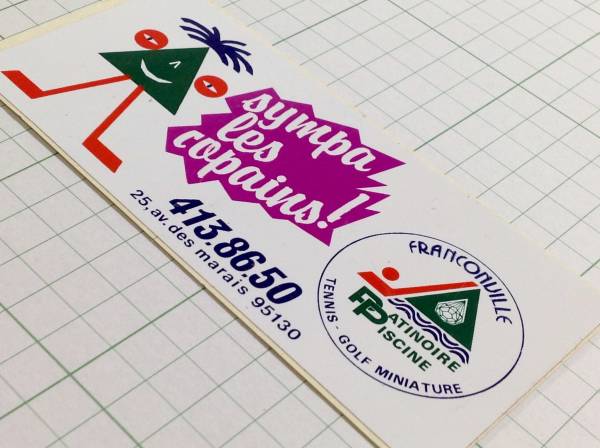 sympa
les
copains!
413.86.50
25, av. des marais 95130
FRANCONVILLE
PATINOIRE
PISCINE
TENNIS - GOLF MINIATURE